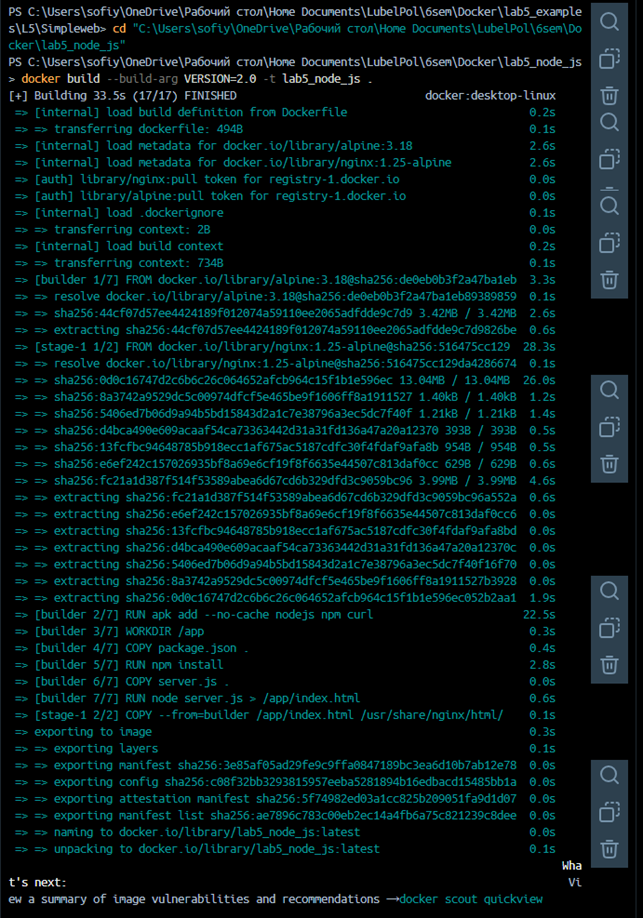 PS C:\Users\sofiy\OneDrive\Рабочий стол\Home Documents\LubelPol\6sem\Docker\lab5_example
s\L5\Simpleweb> cd "C:\Users\sofiy\OneDrive\Рабочий стол\Home Documents\LubelPol\6sem\Do
cker\lab5_node_js"
PS C:\Users\sofiy\OneDrive\Рабочий стол\Home Documents\LubelPol\6sem\Docker\lab5_node_js
> docker build --build-arg VERSION=2.0 -t lab5_node_js .
[+] Building 33.5s (17/17) FINISHED docker:desktop-linux
=> [internal] load build definition from Dockerfile 0.2s
=> => transferring dockerfile: 494B 0.1s
=> [internal] load metadata for docker.io/library/alpine:3.18 2.6s
=> [internal] load metadata for docker.io/library/nginx:1.25-alpine 2.6s
=> [auth] library/nginx:pull token for registry-1.docker.io 0.0s
=> [auth] library/alpine:pull token for registry-1.docker.io 0.0s
=> [internal] load .dockerignore 0.1s
=> => transferring context: 2B 0.0s
=> [internal] load build context 0.2s
=> => transferring context: 734B 0.1s
=> [builder 1/7] FROM docker.io/library/alpine:3.18@sha256:de0eb0b3f2a47ba1eb 3.3s
=> => resolve docker.io/library/alpine:3.18@sha256:de0eb0b3f2a47ba1eb89389859 0.1s
=> => sha256:44cf07d57ee4424189f012074a59110ee2065adfdde9c7d9 3.42MB / 3.42MB 2.6s
=> => extracting sha256:44cf07d57ee4424189f012074a59110ee2065adfdde9c7d9826be 0.6s
=> [stage-1 1/2] FROM docker.io/library/nginx:1.25-alpine@sha256:516475cc129 28.3s
=> => resolve docker.io/library/nginx:1.25-alpine@sha256:516475cc129da4286674 0.1s
=> => sha256:0d0c16747d2c6b6c26c064652afcb964c15f1b1e596ec 13.04MB / 13.04MB 26.0s
=> => sha256:8a3742a9529dc5c00974dfcf5e465be9f1606ff8a1911527 1.40kB / 1.40kB 1.2s
=> => sha256:5406ed7b06d9a94b5bd15843d2a1c7e38796a3ec5dc7f40f 1.21kB / 1.21kB 1.4s
=> => sha256:d4bca490e609acaaf54ca73363442d31a31fd136a47a20a12370 393B / 393B 0.5s
=> => sha256:13fcfbc94648785b918ecc1af675ac5187cdfc30f4fdaf9afa8b 954B / 954B 0.5s
=> => sha256:e6ef242c157026935bf8a69e6cf19f8f6635e44507c813daf0cc 629B / 629B 0.6s
=> => sha256:fc21a1d387f514f53589abea6d67cd6b329dfd3c9059bc96 3.99MB / 3.99MB 4.6s
=> => extracting sha256:fc21a1d387f514f53589abea6d67cd6b329dfd3c9059bc96a552a 0.6s
=> => extracting sha256:e6ef242c157026935bf8a69e6cf19f8f6635e44507c813daf0cc6 0.0s
=> => extracting sha256:13fcfbc94648785b918ecc1af675ac5187cdfc30f4fdaf9afa8bd 0.0s
=> => extracting sha256:d4bca490e609acaaf54ca73363442d31a31fd136a47a20a12370c 0.0s
=> => extracting sha256:5406ed7b06d9a94b5bd15843d2a1c7e38796a3ec5dc7f40f16f70 0.0s
=> => extracting sha256:8a3742a9529dc5c00974dfcf5e465be9f1606ff8a1911527b3928 0.0s
=> => extracting sha256:0d0c16747d2c6b6c26c064652afcb964c15f1b1e596ec052b2aa1 1.9s
=> [builder 2/7] RUN apk add --no-cache nodejs npm curl 22.5s
=> [builder 3/7] WORKDIR /app 0.3s
=> [builder 4/7] COPY package.json . 0.4s
=> [builder 5/7] RUN npm install 2.8s
=> [builder 6/7] COPY server.js . 0.0s
=> [builder 7/7] RUN node server.js > /app/index.html 0.6s
=> [stage-1 2/2] COPY --from=builder /app/index.html /usr/share/nginx/html/ 0.1s
=> exporting to image 0.3s
=> => exporting layers 0.1s
=> => exporting manifest sha256:3e85af05ad29fe9c9ffa0847189bc3ea6d10b7ab12e78 0.0s
=> => exporting config sha256:c08f32bb3293815957eeba5281894b16edbacd15485bb1a 0.0s
=> => exporting attestation manifest sha256:5f74982ed03a1cc825b209051fa9d1d07 0.0s
=> => exporting manifest list sha256:ae7896c783c00eb2ec14a4fb6a75c821239c8dee 0.0s
=> => naming to docker.io/library/lab5_node_js:latest 0.0s
=> => unpacking to docker.io/library/lab5_node_js:latest 0.1s
Wha
t's next:
Vi
ew a summary of image vulnerabilities and recommendations → docker scout quickview